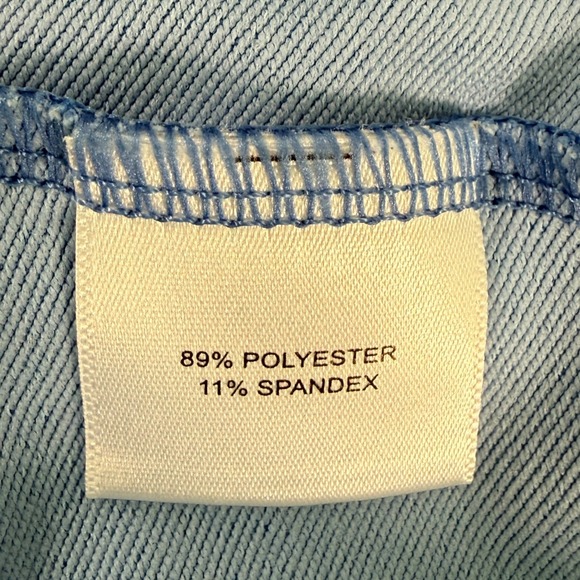 89% POLYESTER
11% SPANDEX